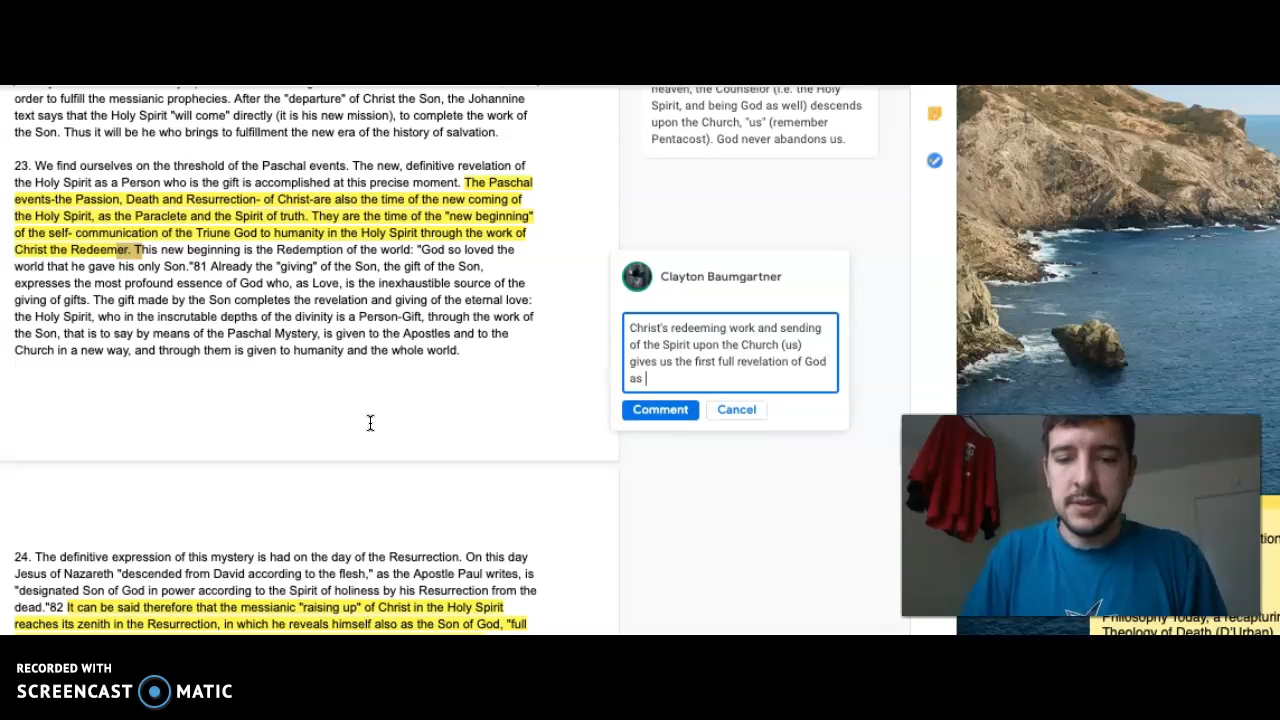 order to fulfill the messianic prophecies. After the "departure" of Christ the Son, the Johannine
text says that the Holy Spirit "will come" directly (it is his new mission), to complete the work of
the Son. Thus it will be he who brings to fulfillment the new era of the history of salvation.
23. We find ourselves on the threshold of the Paschal events. The new, definitive revelation of
the Holy Spirit as a Person who is the gift is accomplished at this precise moment. The Paschal
events-the Passion, Death and Resurrection- of Christ-are also the time of the new coming of
the Holy Spirit, as the Paraclete and the Spirit of truth. They are the time of the "new beginning"
of the self- communication of the Triune God to humanity in the Holy Spirit through the work of
Christ the Redeemer. This new beginning is the Redemption of the world: "God so loved the
world that he gave his only Son."81 Already the "giving" of the Son, the gift of the Son,
expresses the most profound essence of God who, as Love, is the inexhaustible source of the
giving of gifts. The gift made by the Son completes the revelation and giving of the eternal love:
the Holy Spirit, who in the inscrutable depths of the divinity is a Person-Gift, through the work of
the Son, that is to say by means of the Paschal Mystery, is given to the Apostles and to the
Church in a new way, and through them is given to humanity and the whole world.
24. The definitive expression of this mystery is had on the day of the Resurrection. On this day
Jesus of Nazareth "descended from David according to the flesh," as the Apostle Paul writes, is
"designated Son of God in power according to the Spirit of holiness by his Resurrection from the
dead."82 It can be said therefore that the messianic "raising up" of Christ in the Holy Spirit
reaches its zenith in the Resurrection, in which he reveals himself also as the Son of God, "full
heaven, the Counselor (i.e. the Holy
Spirit, and being God as well) descends
upon the Church, "us" (remember
Pentacost). God never abandons us.
Clayton Baumgartner
Christ's redeeming work and sending
of the Spirit upon the Church (us)
gives us the first full revelation of God
as
Comment Cancel
Philosophy Today, a recapturin
Theology of Death (D'Urban)
RECORDED WITH
SCREENCAST MATIC